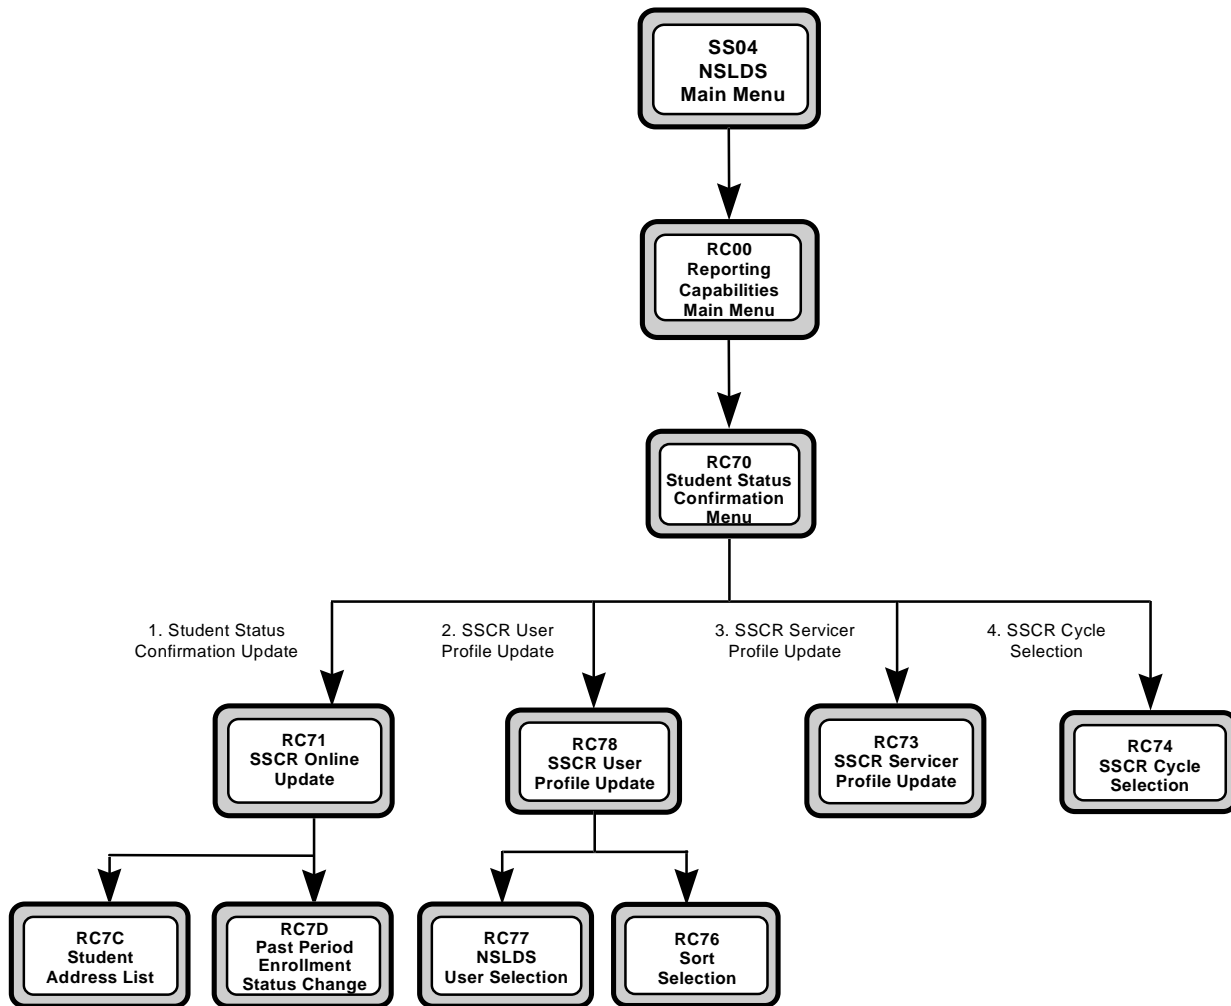 SS04
NSLDS
Main Menu
RC00
Reporting
Capabilities
Main Menu
RC70
Student Status
Confirmation
Menu
1. Student Status
Confirmation Update
2. SSCR User
Profile Update
3. SSCR Servicer
Profile Update
4. SSCR Cycle
Selection
RC71
SSCR Online
Update
RC78
SSCR User
Profile Update
RC73
SSCR Servicer
Profile Update
RC74
SSCR Cycle
Selection
RC7C
Student
Address List
RC7D
Past Period
Enrollment
Status Change
RC77
NSLDS
User Selection
RC76
Sort
Selection